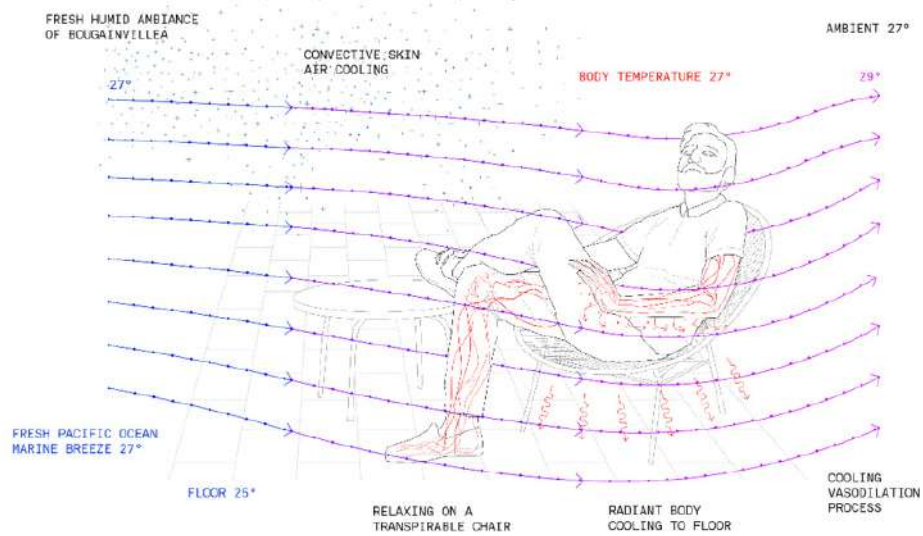 FRESH HUMID AMBIANCE
OF BOUGAINVILLEA
AMBIENT 27°
CONVECTIVE SKIN
AIR COOLING
BODY TEMPERATURE 27°
27°
29°
FRESH PACIFIC OCEAN
MARINE BREEZE 27°
FLOOR 25°
RELAXING ON A
TRANSPIRABLE CHAIR
RADIANT BODY
COOLING TO FLOOR
COOLING
VASODILATION
PROCESS